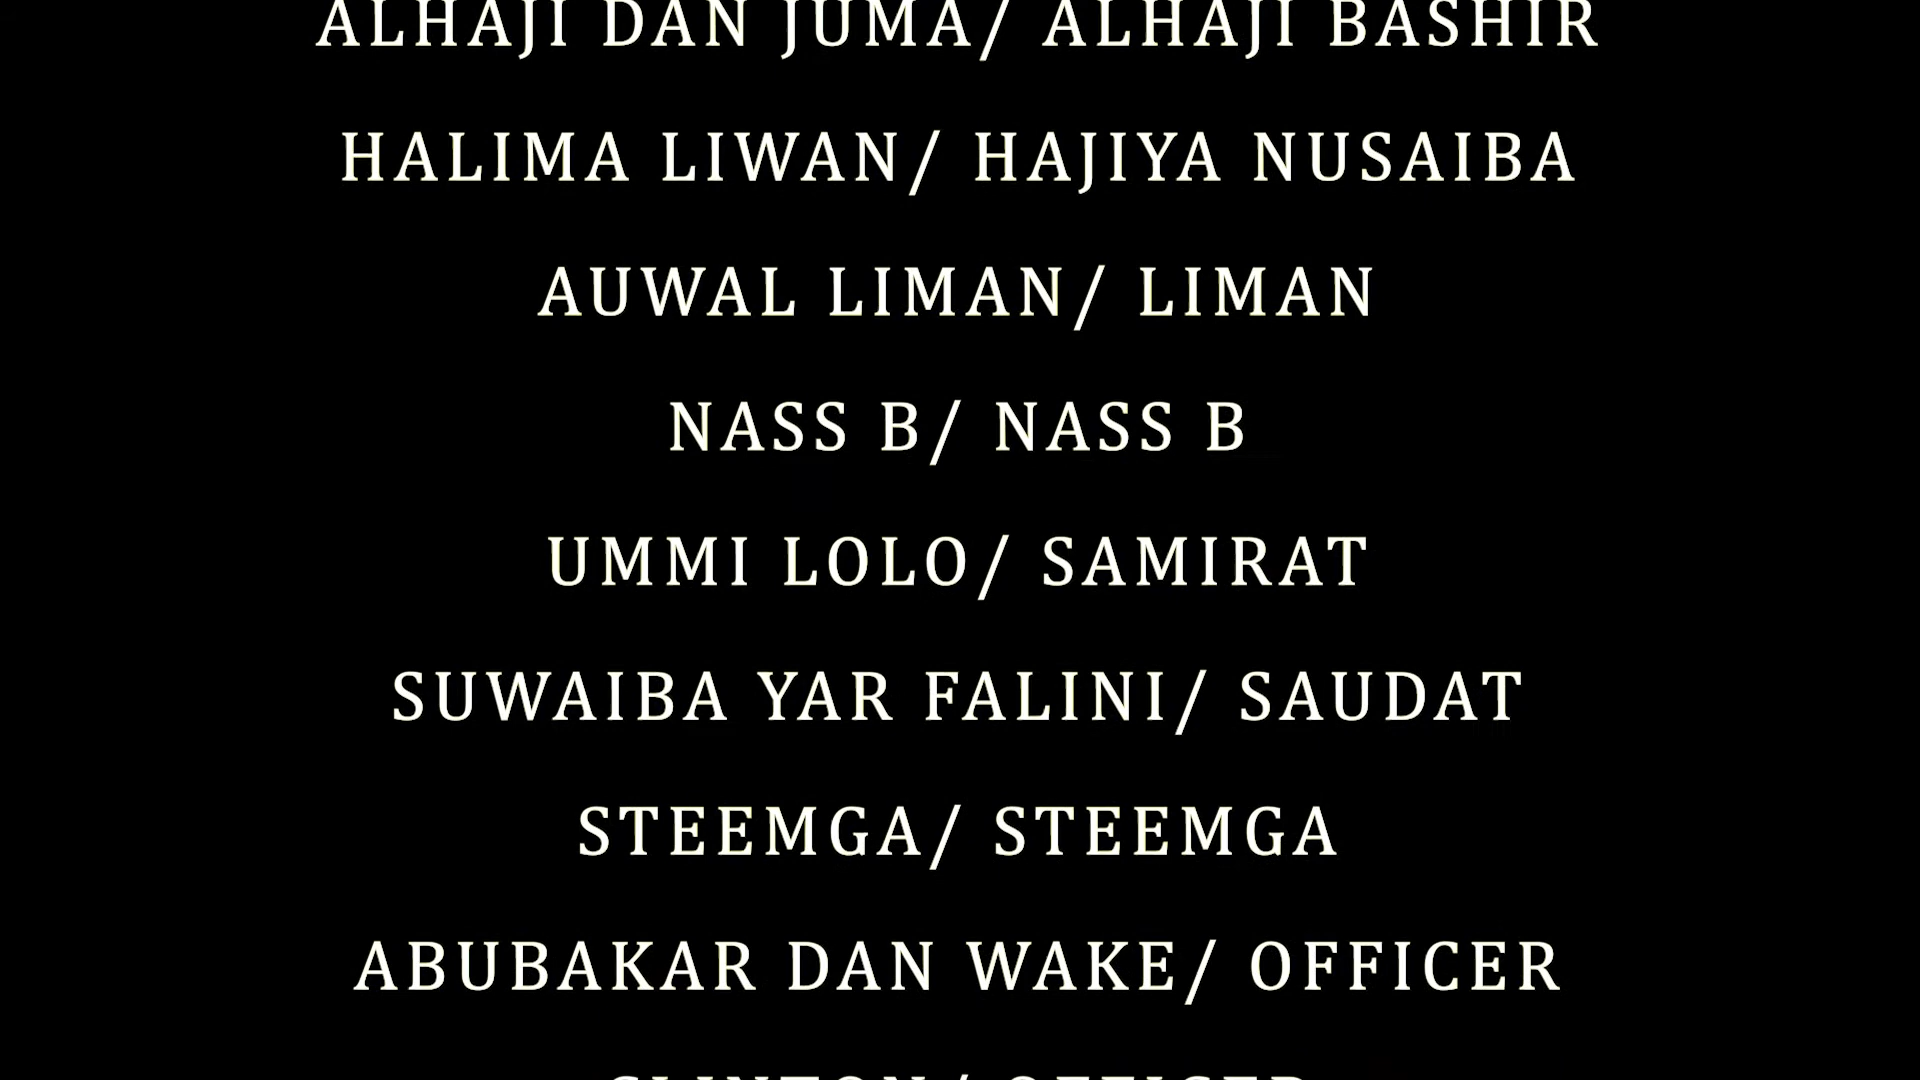 ALHAJI DAN JUMA/ ALHAJI BASHIR
HALIMA LIWAN/ HAJIYA NUSAIBA
AUWAL LIMAN/ LIMAN
NASS B/ NASS B
UMMI LOLO/ SAMIRAT
SUWAIBA YAR FALINI/ SAUDAT
STEEMGA/ STEEMGA
ABUBAKAR DAN WAKE/ OFFICER